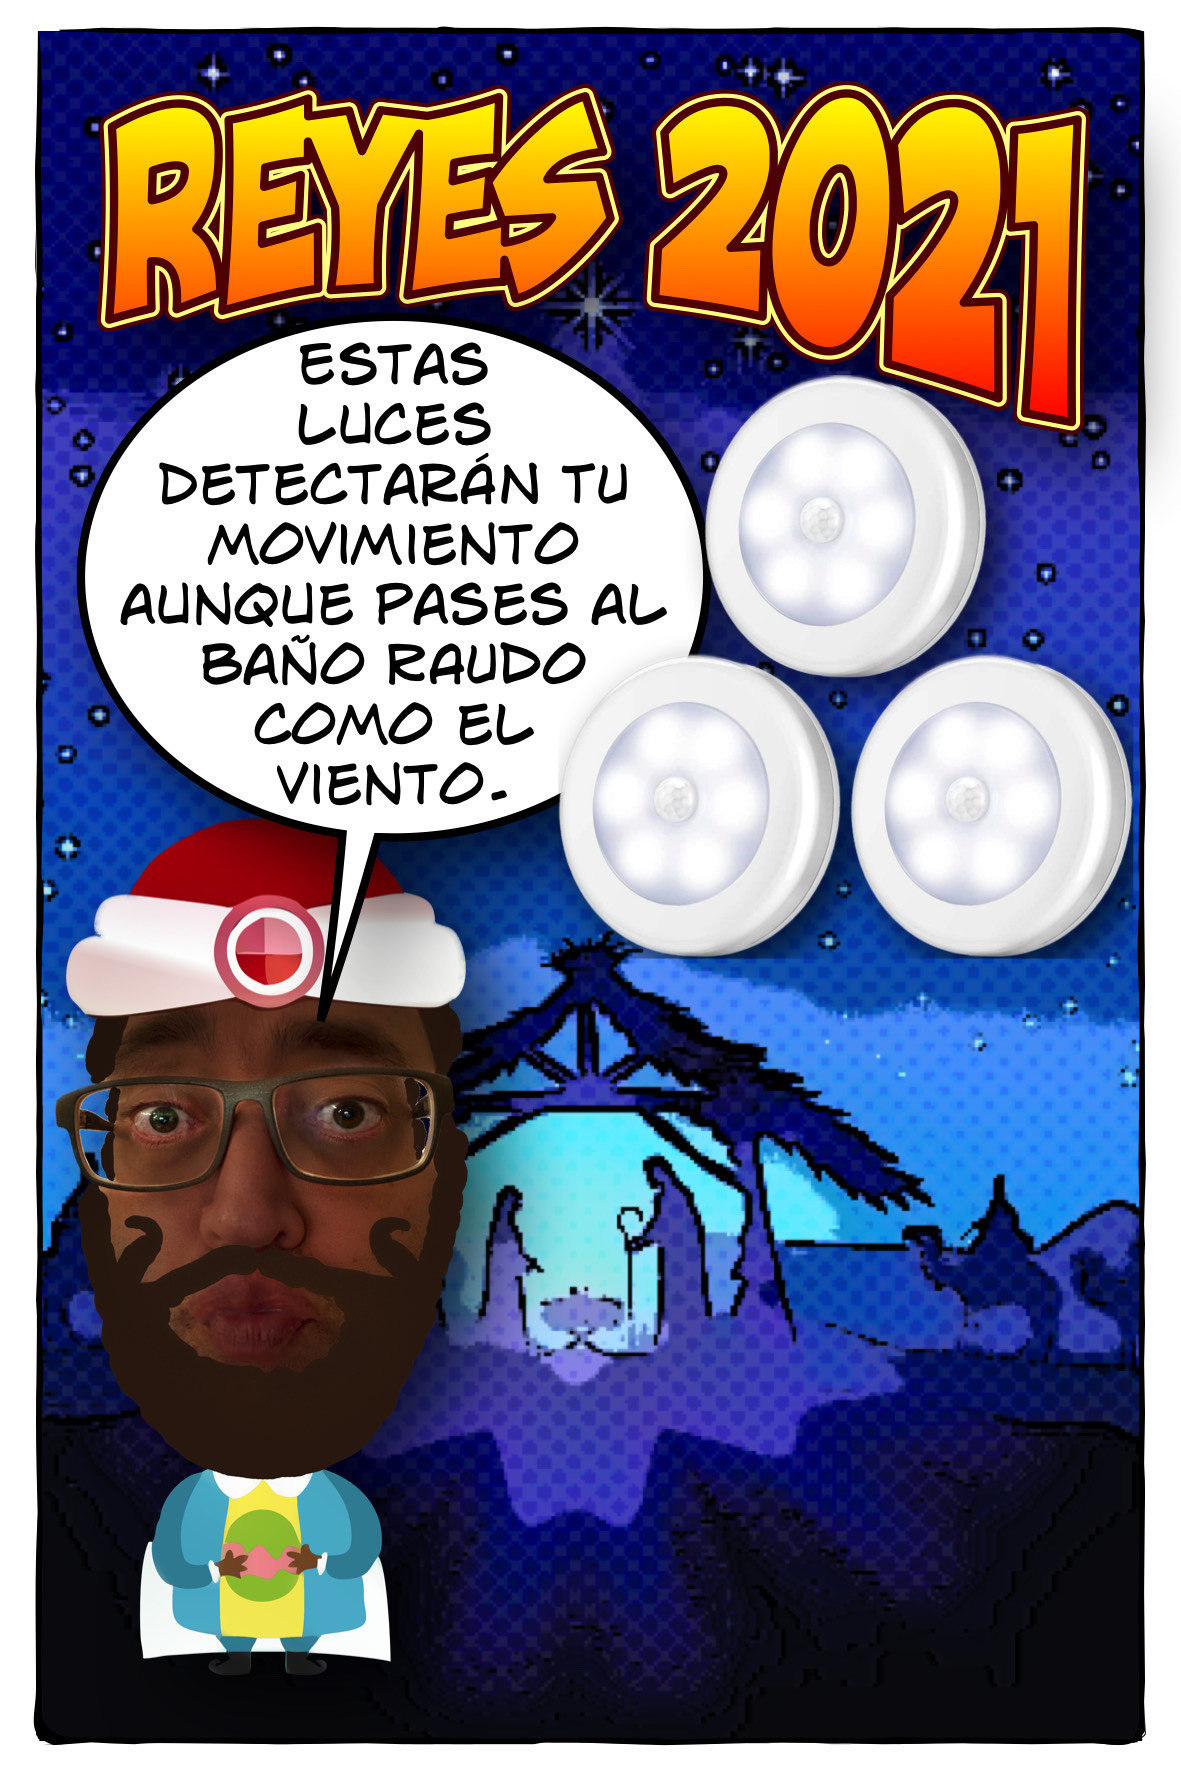 REYES 2021
ESTAS
LUCES
DETECTARÁN TU
MOVIMIENTO
AUNQUE PASES AL
BAÑO RAUDO
COMO EL
VIENTO.